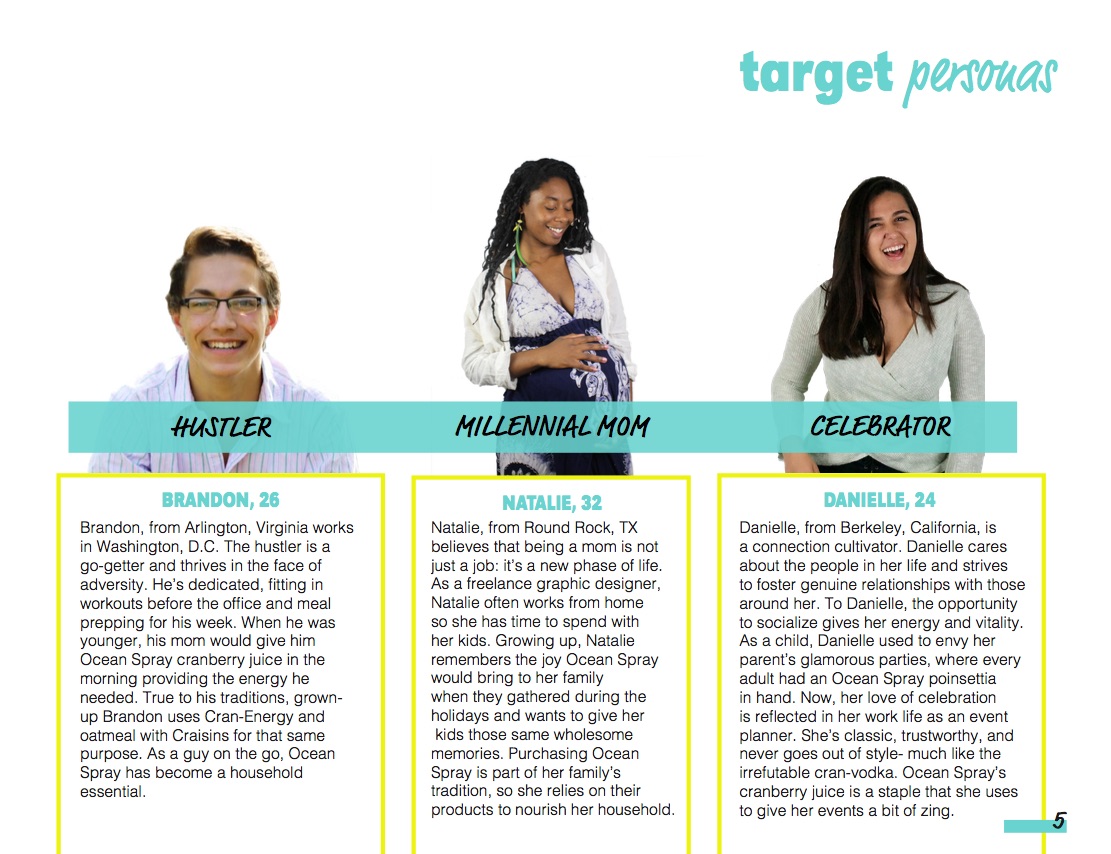 target personas
HUSTLER
MILLENNIAL MOM
CELEBRATOR
BRANDON, 26
Brandon, from Arlington, Virginia works
in Washington, D.C. The hustler is a
go-getter and thrives in the face of
adversity. He's dedicated, fitting in
workouts before the office and meal
prepping for his week. When he was
younger, his mom would give him
Ocean Spray cranberry juice in the
morning providing the energy he
needed. True to his traditions, grown-
up Brandon uses Cran-Energy and
oatmeal with Craisins for that same
purpose. As a guy on the go, Ocean
Spray has become a household
essential.
NATALIE, 32
Natalie, from Round Rock, TX
believes that being a mom is not
just a job: it's a new phase of life.
As a freelance graphic designer,
Natalie often works from home
so she has time to spend with
her kids. Growing up, Natalie
remembers the joy Ocean Spray
would bring to her family
when they gathered during the
holidays and wants to give her
kids those same wholesome
memories. Purchasing Ocean
Spray is part of her family's
tradition, so she relies on their
products to nourish her household.
DANIELLE, 24
Danielle, from Berkeley, California, is
a connection cultivator. Danielle cares
about the people in her life and strives
to foster genuine relationships with those
around her. To Danielle, the opportunity
to socialize gives her energy and vitality.
As a child, Danielle used to envy her
parent's glamorous parties, where every
adult had an Ocean Spray poinsettia
in hand. Now, her love of celebration
is reflected in her work life as an event
planner. She's classic, trustworthy, and
never goes out of style- much like the
irrefutable cran-vodka. Ocean Spray's
cranberry juice is a staple that she uses
to give her events a bit of zing.
5